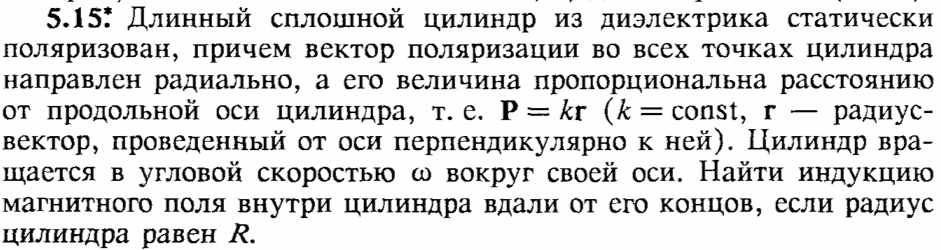 5.15* Длинный сплошной цилиндр из диэлектрика статически
поляризован, причем вектор поляризации во всех точках цилиндра
направлен радиально, а его величина пропорциональна расстоянию
от продольной оси цилиндра, т. е. P = kr (k = const, r — радиус-
вектор, проведенный от оси перпендикулярно к ней). Цилиндр вра-
щается в угловой скоростью ω вокруг своей оси. Найти индукцию
магнитного поля внутри цилиндра вдали от его концов, если радиус
цилиндра равен R.